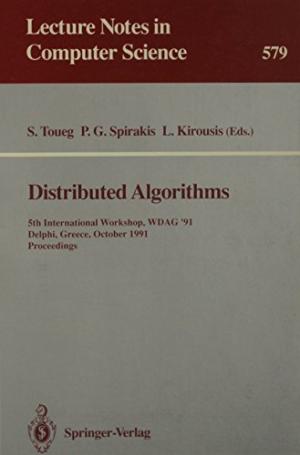 Lecture Notes in
Computer Science
579
S. Toueg P. G. Spirakis L. Kirousis (Eds.)
Distributed Algorithms
5th International Workshop, WDAG '91
Delphi, Greece, October 1991
Proceedings
Springer-Verlag